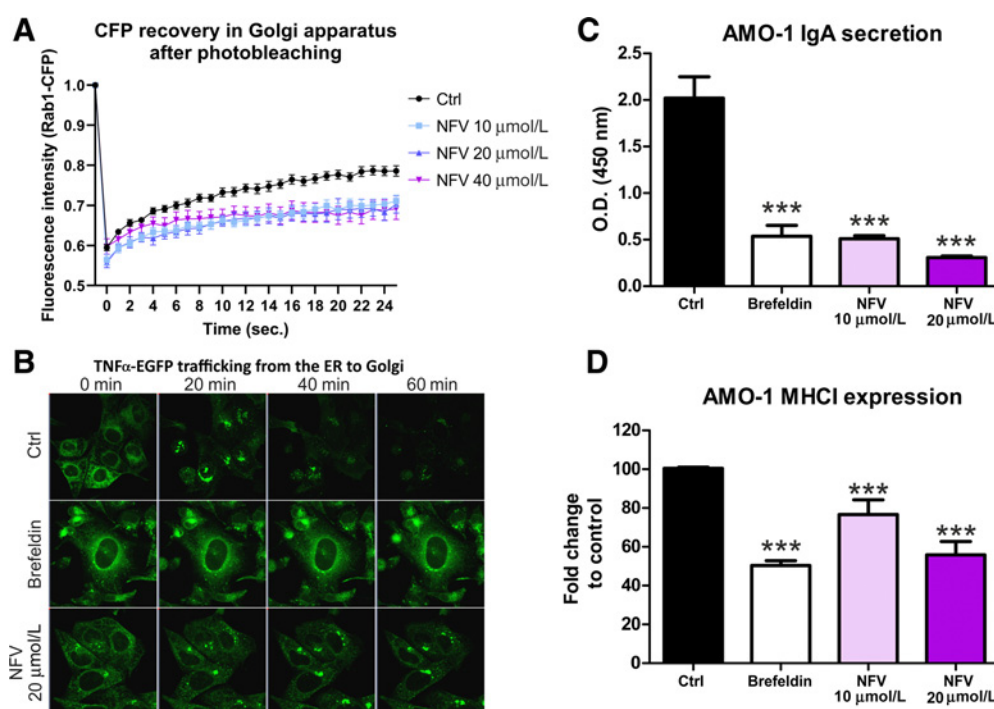 A
CFP recovery in Golgi apparatus
after photobleaching
Fluorescence intensity (Rab1-CFP)
1.0
0.9
0.8
0.7
0.6
0.5
0 2 4 6 8 10 12 14 16 18 20 22 24
Time (sec.)
Ctrl
NFV 10 μmol/L
NFV 20 μmol/L
NFV 40 μmol/L
B
TNFα-EGFP trafficking from the ER to Golgi
0 min 20 min 40 min 60 min
Ctrl
Brefeldin
NFV
20 μmol/L
C
AMO-1 IgA secretion
O.D. (450 nm)
2.5
2.0
1.5
1.0
0.5
0.0
*** *** ***
Ctrl Brefeldin NFV NFV
10 μmol/L 20 μmol/L
D
AMO-1 MHCI expression
Fold change
to control
120
100
80
60
40
20
0
*** *** ***
Ctrl Brefeldin NFV NFV
10 μmol/L 20 μmol/L